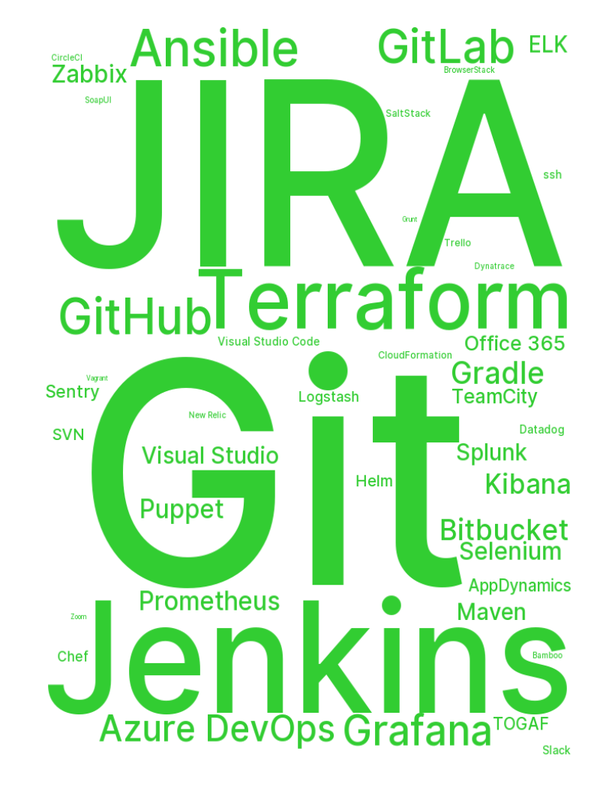 Ansible
GitLab
ELK
CircleCI
Zabbix
BrowserStack
SoapUI
JIRA
SaltStack
ssh
Grunt
Trello
Dynatrace
Terraform
GitHub
Visual Studio Code
Office 365
CloudFormation
Git
Gradle
Vagrant
Sentry
Logstash
TeamCity
New Relic
SVN
Datadog
Visual Studio
Splunk
Helm
Kibana
Puppet
Bitbucket
Selenium
AppDynamics
Prometheus
Maven
Zoom
Jenkins
Chef
Bamboo
Azure DevOps
Grafana
TOGAF
Slack